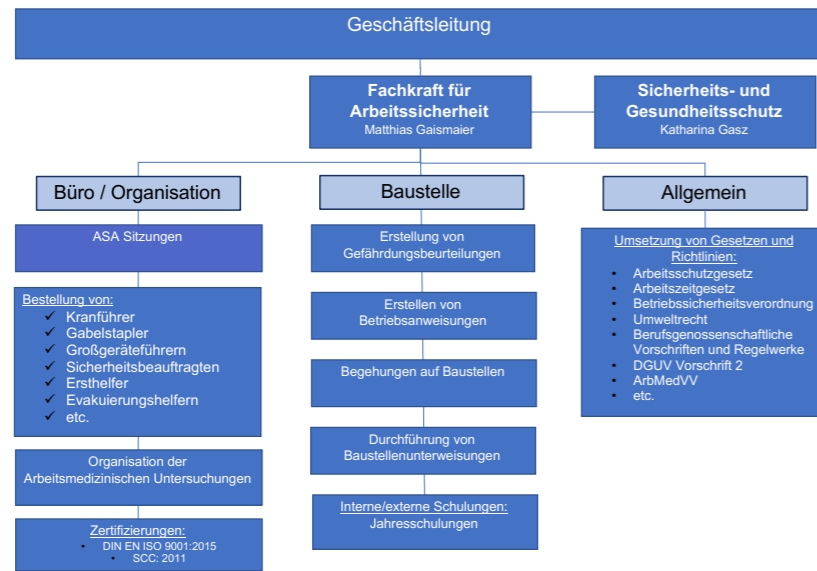 Geschäftsleitung
Fachkraft für
Arbeitssicherheit
Matthias Gaismaier
Sicherheits- und
Gesundheitsschutz
Katharina Gasz
Büro / Organisation
ASA Sitzungen
Bestellung von:
✓ Kranführer
✓ Gabelstapler
✓ Großgeräteführern
✓ Sicherheitsbeauftragten
✓ Ersthelfer
✓ Evakuierungshelfern
✓ etc.
Organisation der
Arbeitsmedizinischen Untersuchungen
Zertifizierungen:
• DIN EN ISO 9001:2015
• SCC: 2011
Baustelle
Erstellung von
Gefährdungsbeurteilungen
Erstellen von
Betriebsanweisungen
Begehungen auf Baustellen
Durchführung von
Baustellenunterweisungen
Interne/externe Schulungen:
Jahresschulungen
Allgemein
Umsetzung von Gesetzen und
Richtlinien:
• Arbeitsschutzgesetz
• Arbeitszeitgesetz
• Betriebssicherheitsverordnung
• Umweltrecht
• Berufsgenossenschaftliche
Vorschriften und Regelwerke
• DGUV Vorschrift 2
• ArbMedVV
• etc.